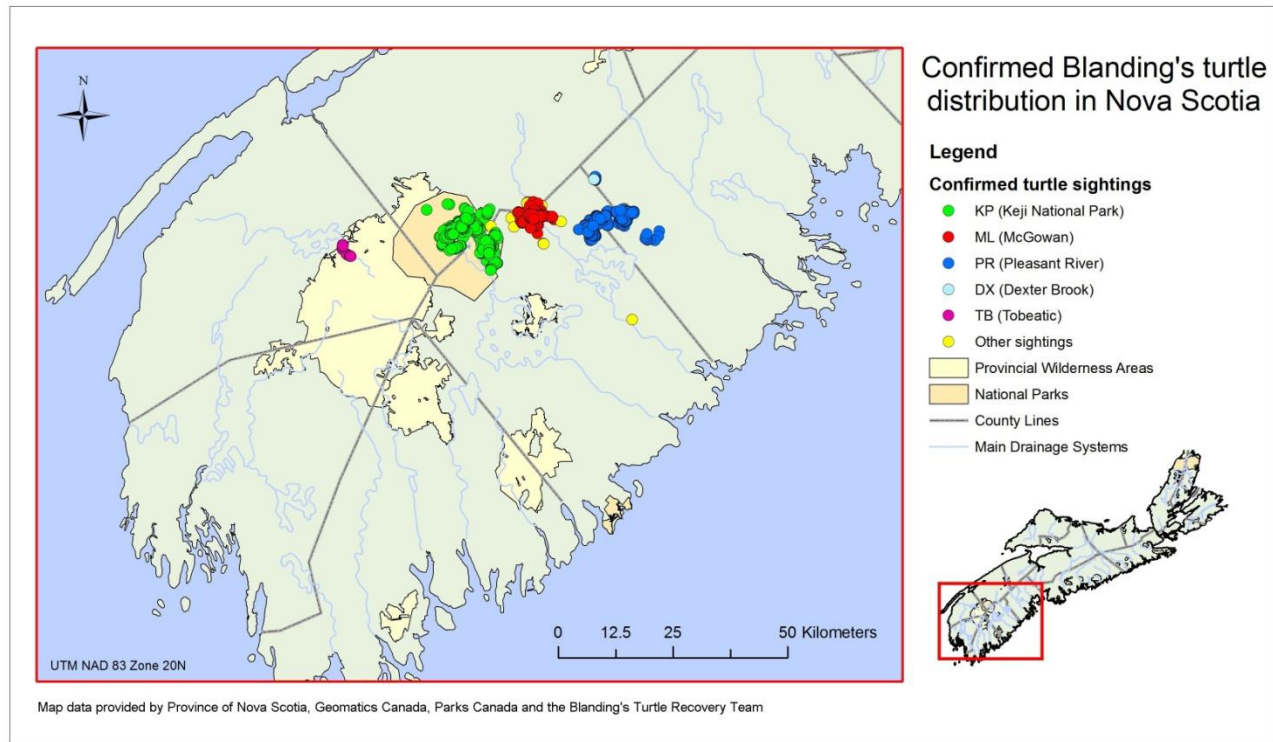 Confirmed Blanding's turtle
distribution in Nova Scotia
N
Legend
Confirmed turtle sightings
KP (Keji National Park)
ML (McGowan)
PR (Pleasant River)
DX (Dexter Brook)
TB (Tobeatic)
Other sightings
Provincial Wilderness Areas
National Parks
County Lines
Main Drainage Systems
0 12.5 25 50 Kilometers
UTM NAD 83 Zone 20N
Map data provided by Province of Nova Scotia, Geomatics Canada, Parks Canada and the Blanding's Turtle Recovery Team